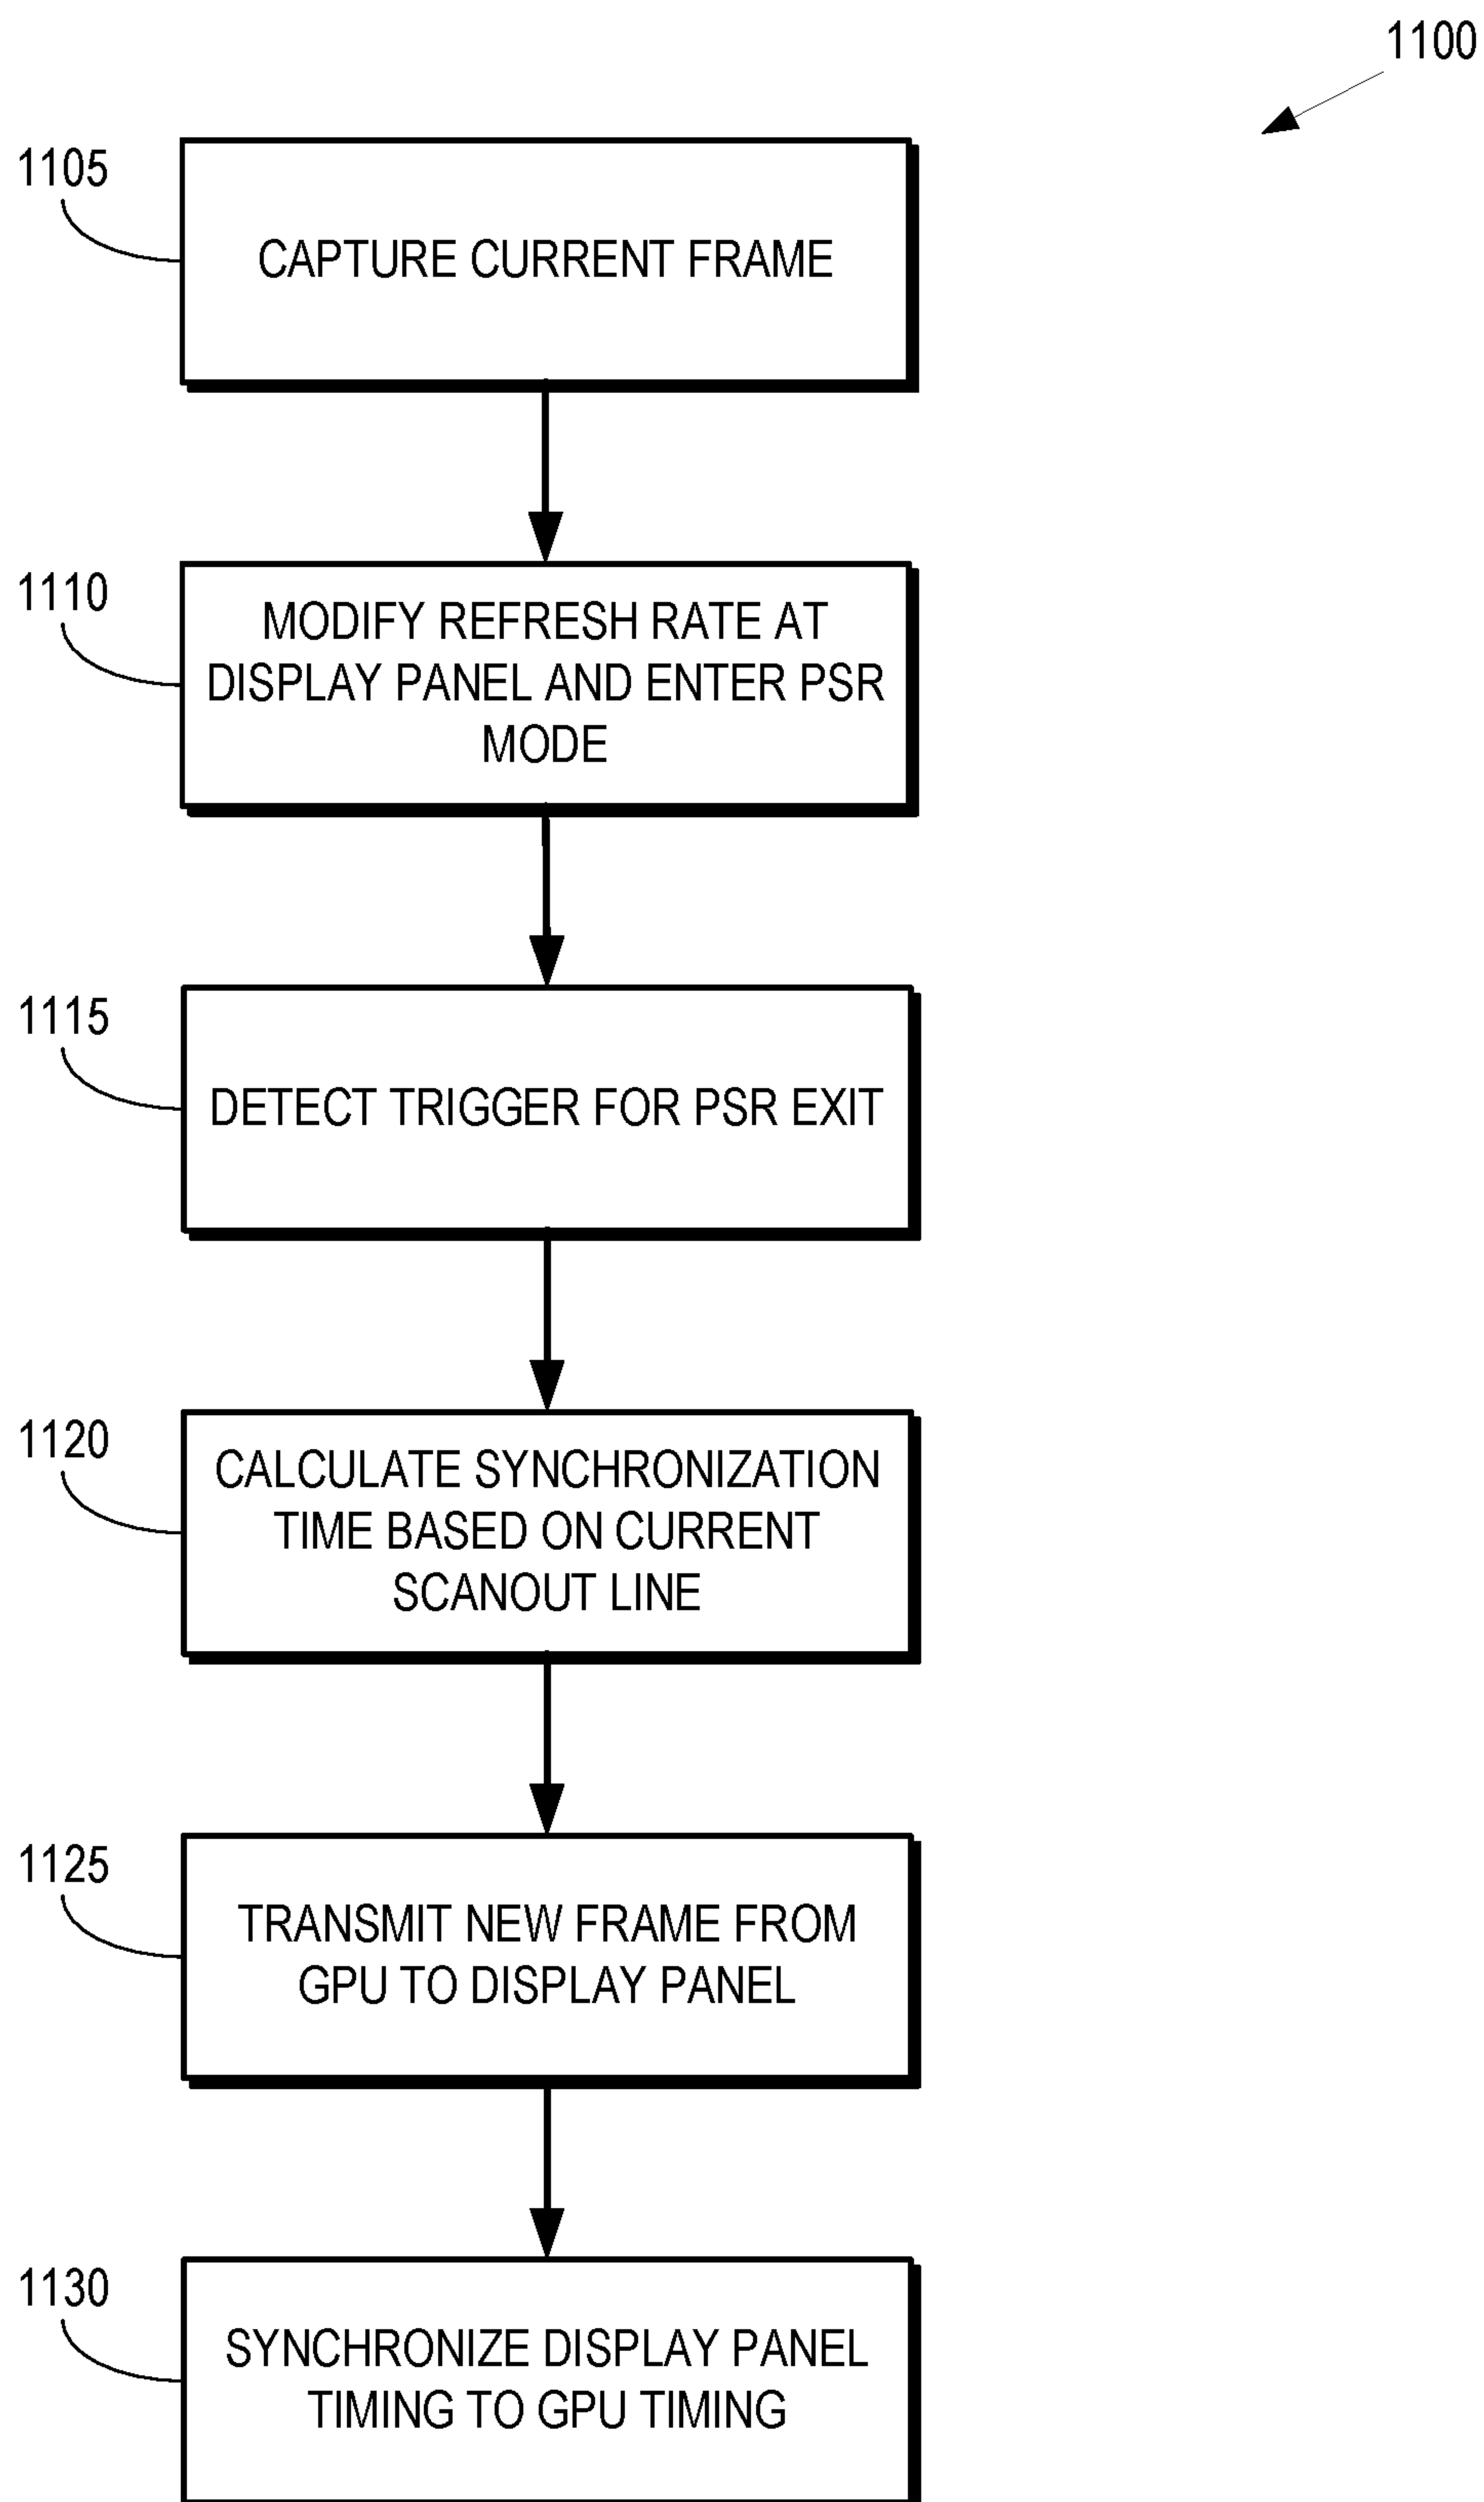 1100
1105
CAPTURE CURRENT FRAME
1110
MODIFY REFRESH RATE AT
DISPLAY PANEL AND ENTER PSR
MODE
1115
DETECT TRIGGER FOR PSR EXIT
1120
CALCULATE SYNCHRONIZATION
TIME BASED ON CURRENT
SCANOUT LINE
1125
TRANSMIT NEW FRAME FROM
GPU TO DISPLAY PANEL
1130
SYNCHRONIZE DISPLAY PANEL
TIMING TO GPU TIMING